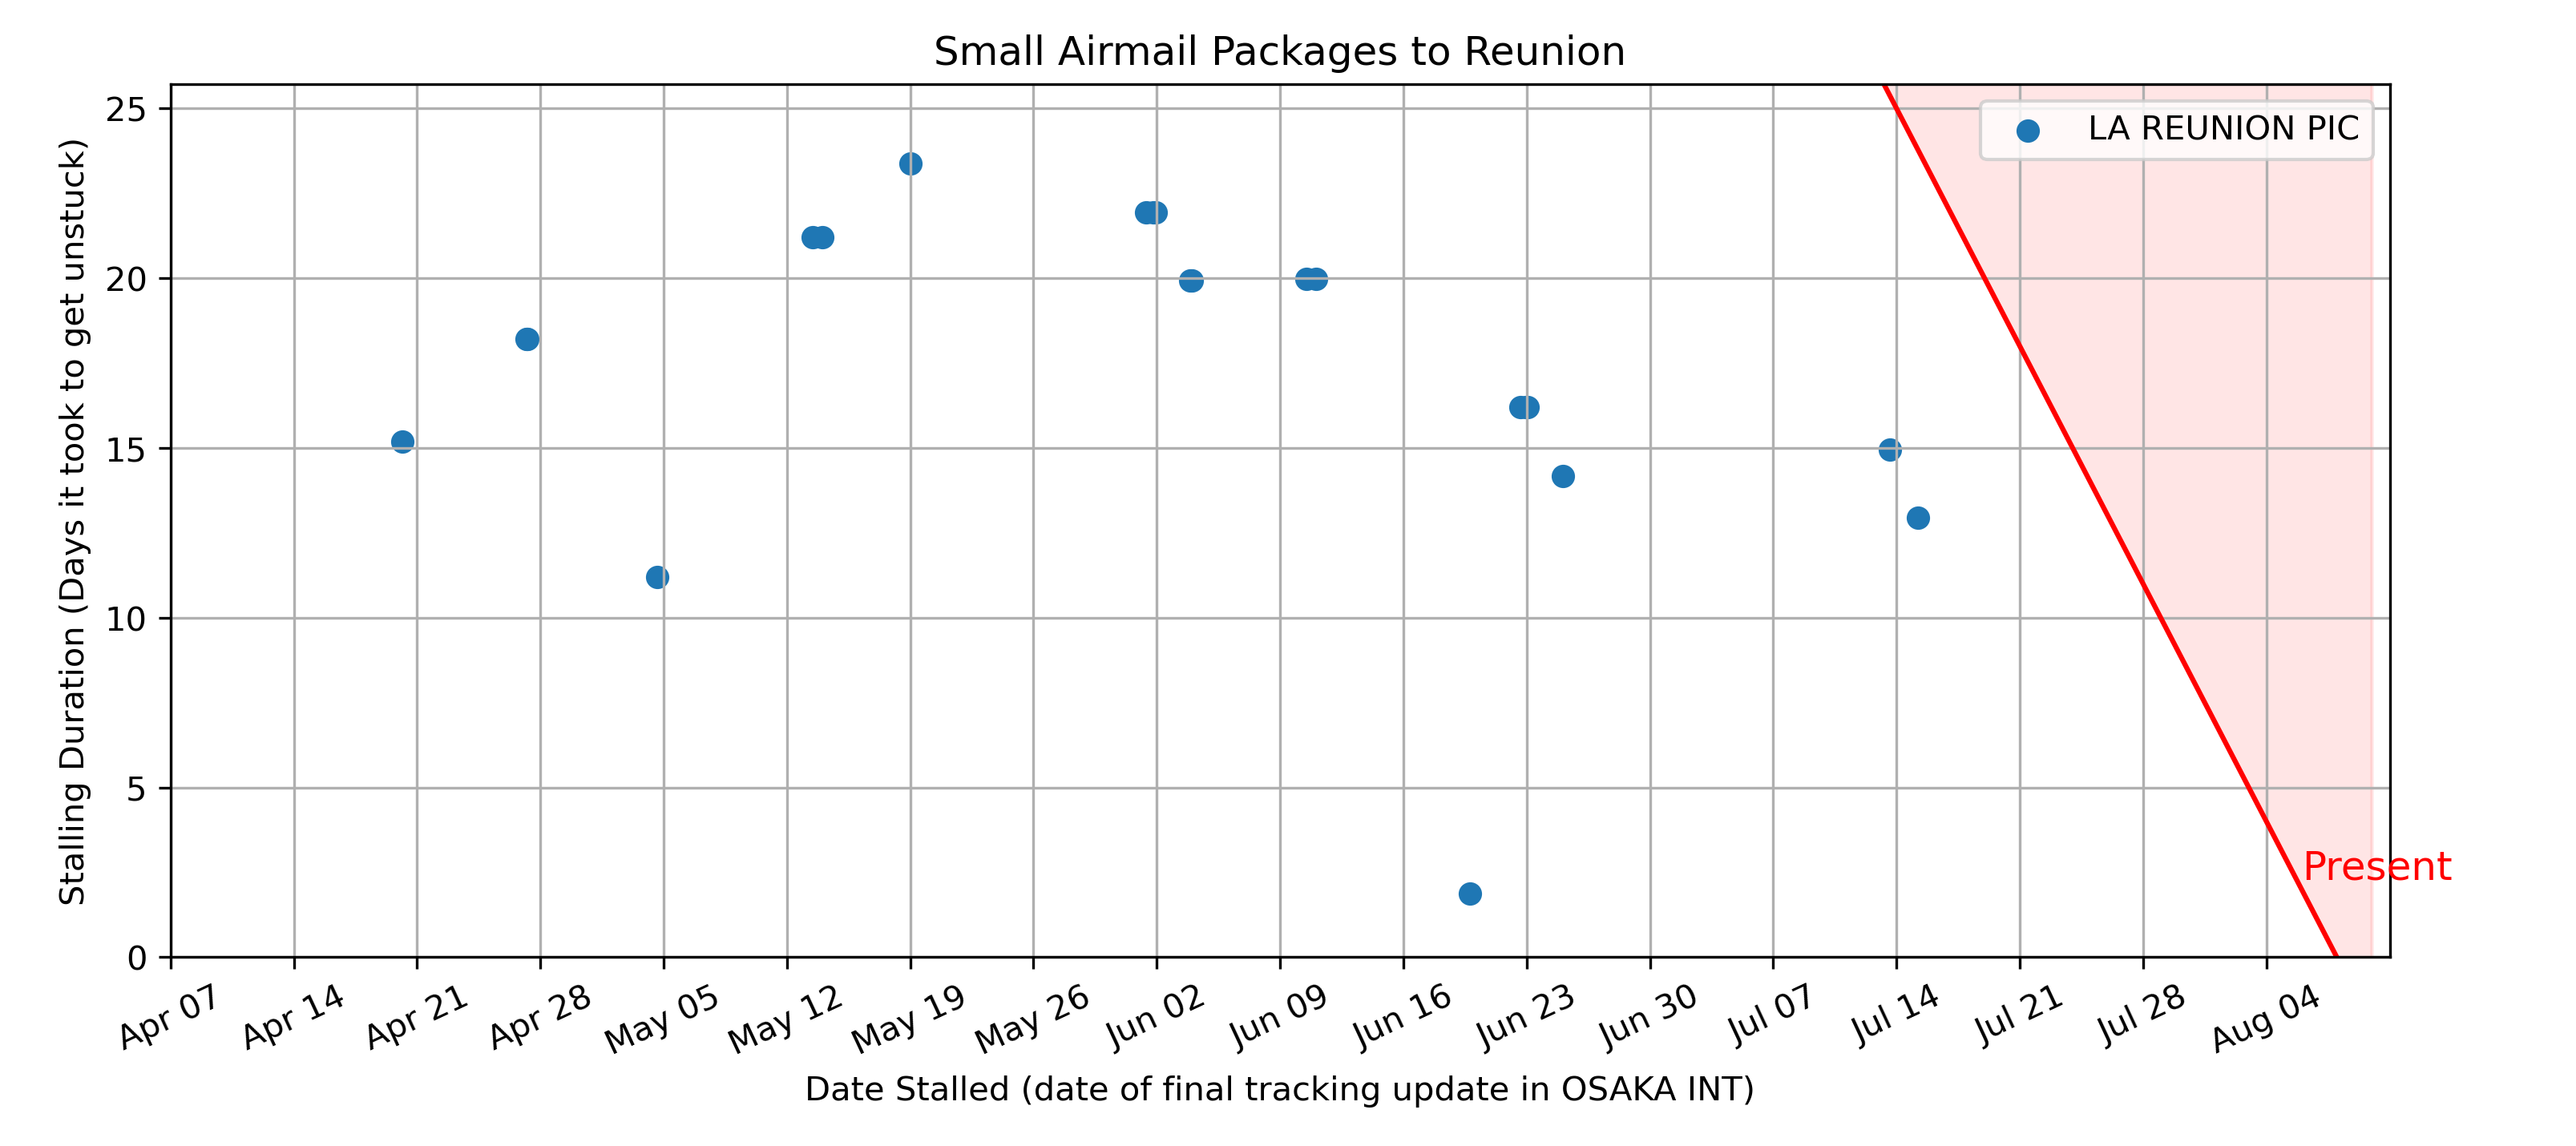 Small Airmail Packages to Reunion
LA REUNION PIC
Stalling Duration (Days it took to get unstuck)
25
20
15
10
5
0
Present
Apr 07
Apr 14
Apr 21
Apr 28
May 05
May 12
May 19
May 26
Jun 02
Jun 09
Jun 16
Jun 23
Jun 30
Jul 07
Jul 14
Jul 21
Jul 28
Aug 04
Date Stalled (date of final tracking update in OSAKA INT)